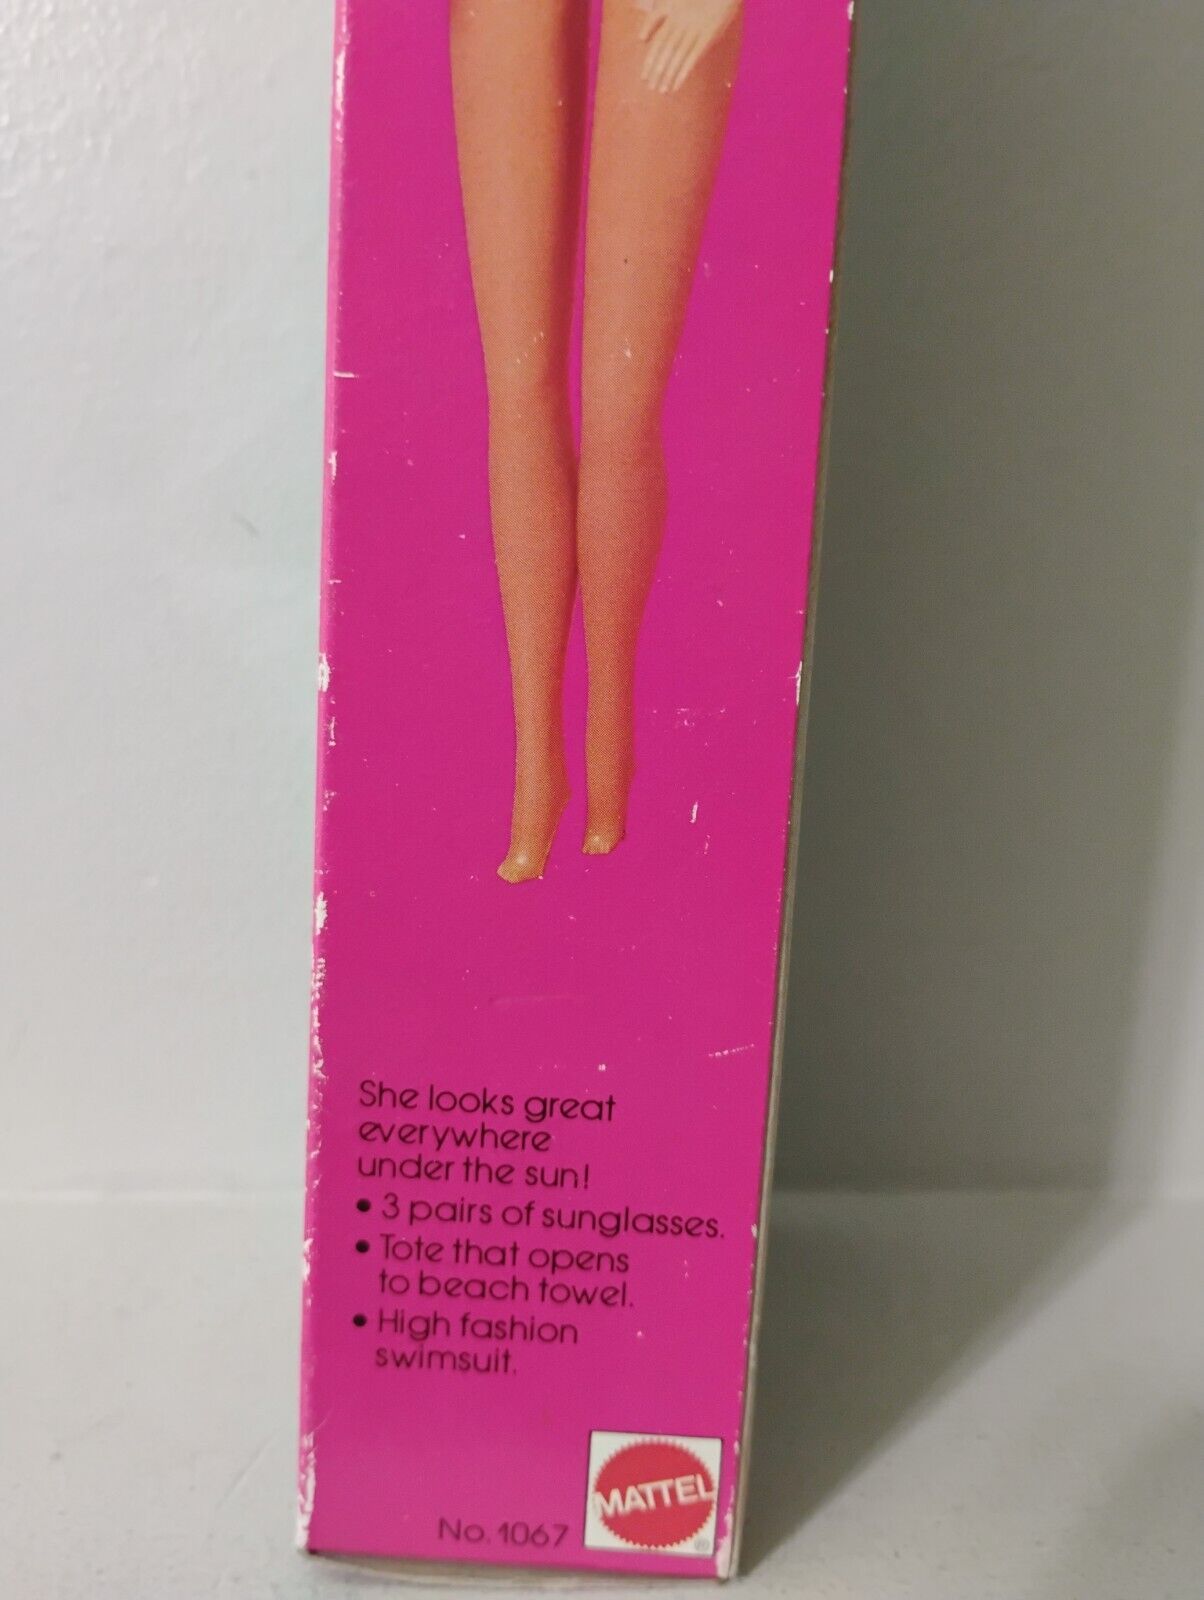 She looks great
everywhere
under the sun!
• 3 pairs of sunglasses.
• Tote that opens
to beach towel.
• High fashion
swimsuit.
MATTEL
®
No. 1067